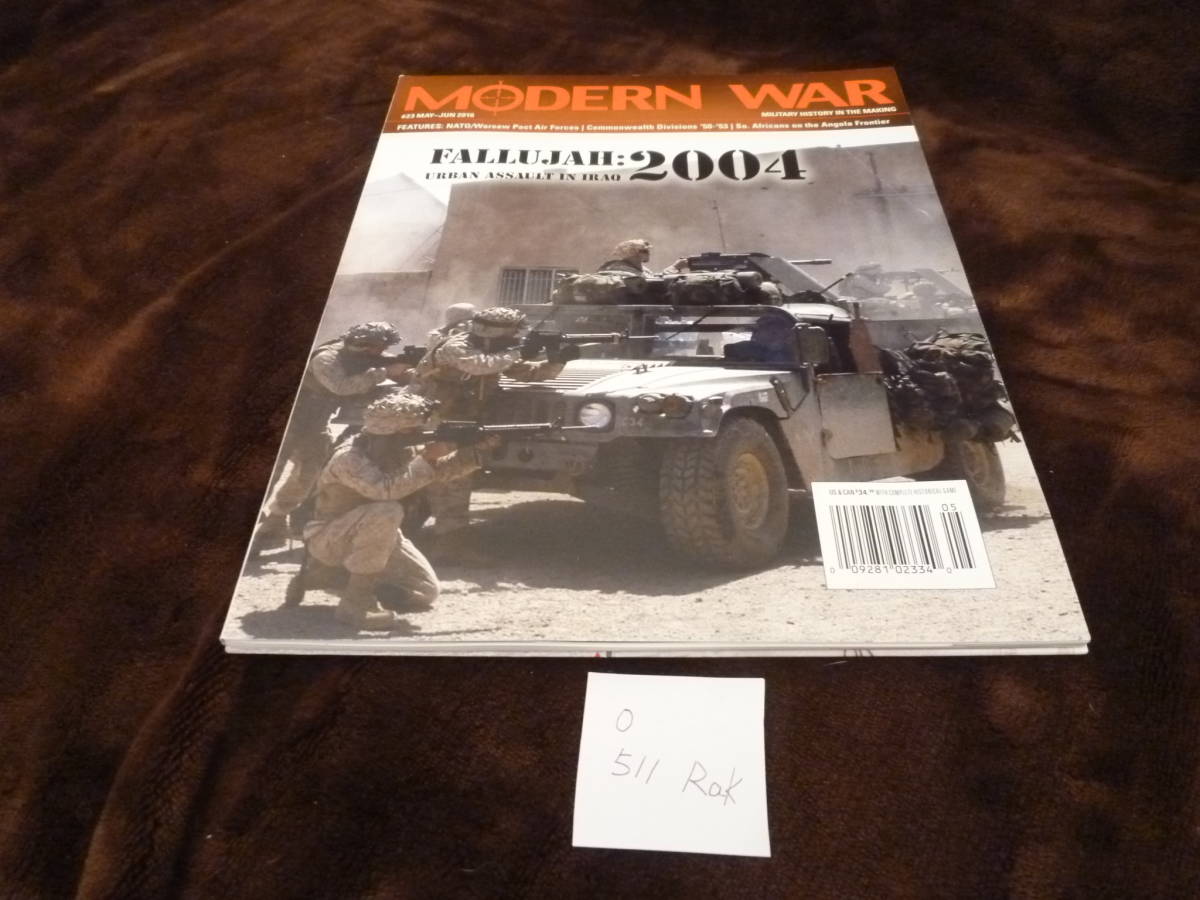 MODERN WAR
#23 MAY–JUN 2016
MILITARY HISTORY IN THE MAKING
FEATURES: NATO/Warsaw Pact Air Forces | Commonwealth Divisions '50-'53 | So. Africans on the Angola Frontier
FALLUJAH: 2004
URBAN ASSAULT IN IRAQ
US & CAN $34.99 WITH COMPLETE HISTORICAL GAME
05
0 09281 02334 0
O
511 Rak